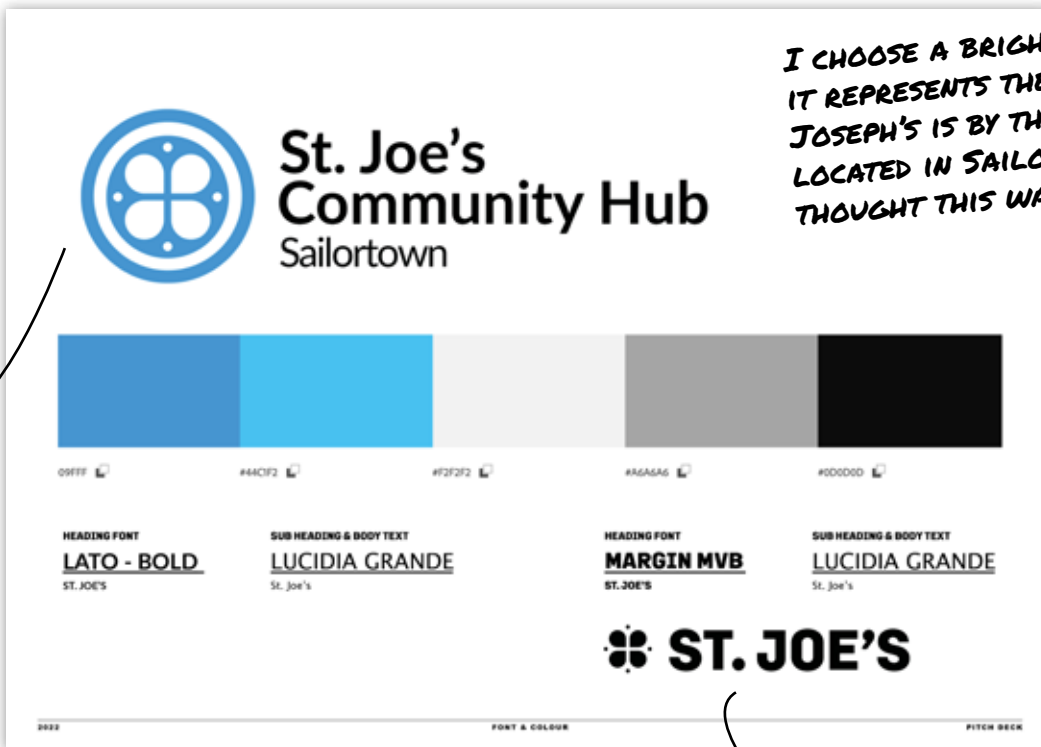 I CHOOSE A BRIGH
IT REPRESENTS THE
JOSEPH'S IS BY TH
LOCATED IN SAILO
THOUGHT THIS WA
St. Joe's
Community Hub
Sailortown
09FFF #44C1F2 #F2F2F2 #A6A6A6 #0D0D0D
HEADING FONT
LATO - BOLD
ST. JOE'S
SUB HEADING & BODY TEXT
LUCIDIA GRANDE
St. Joe's
HEADING FONT
MARGIN MVB
ST. JOE'S
SUB HEADING & BODY TEXT
LUCIDIA GRANDE
St. Joe's
ST. JOE'S
2022 FONT & COLOUR PITCH DECK